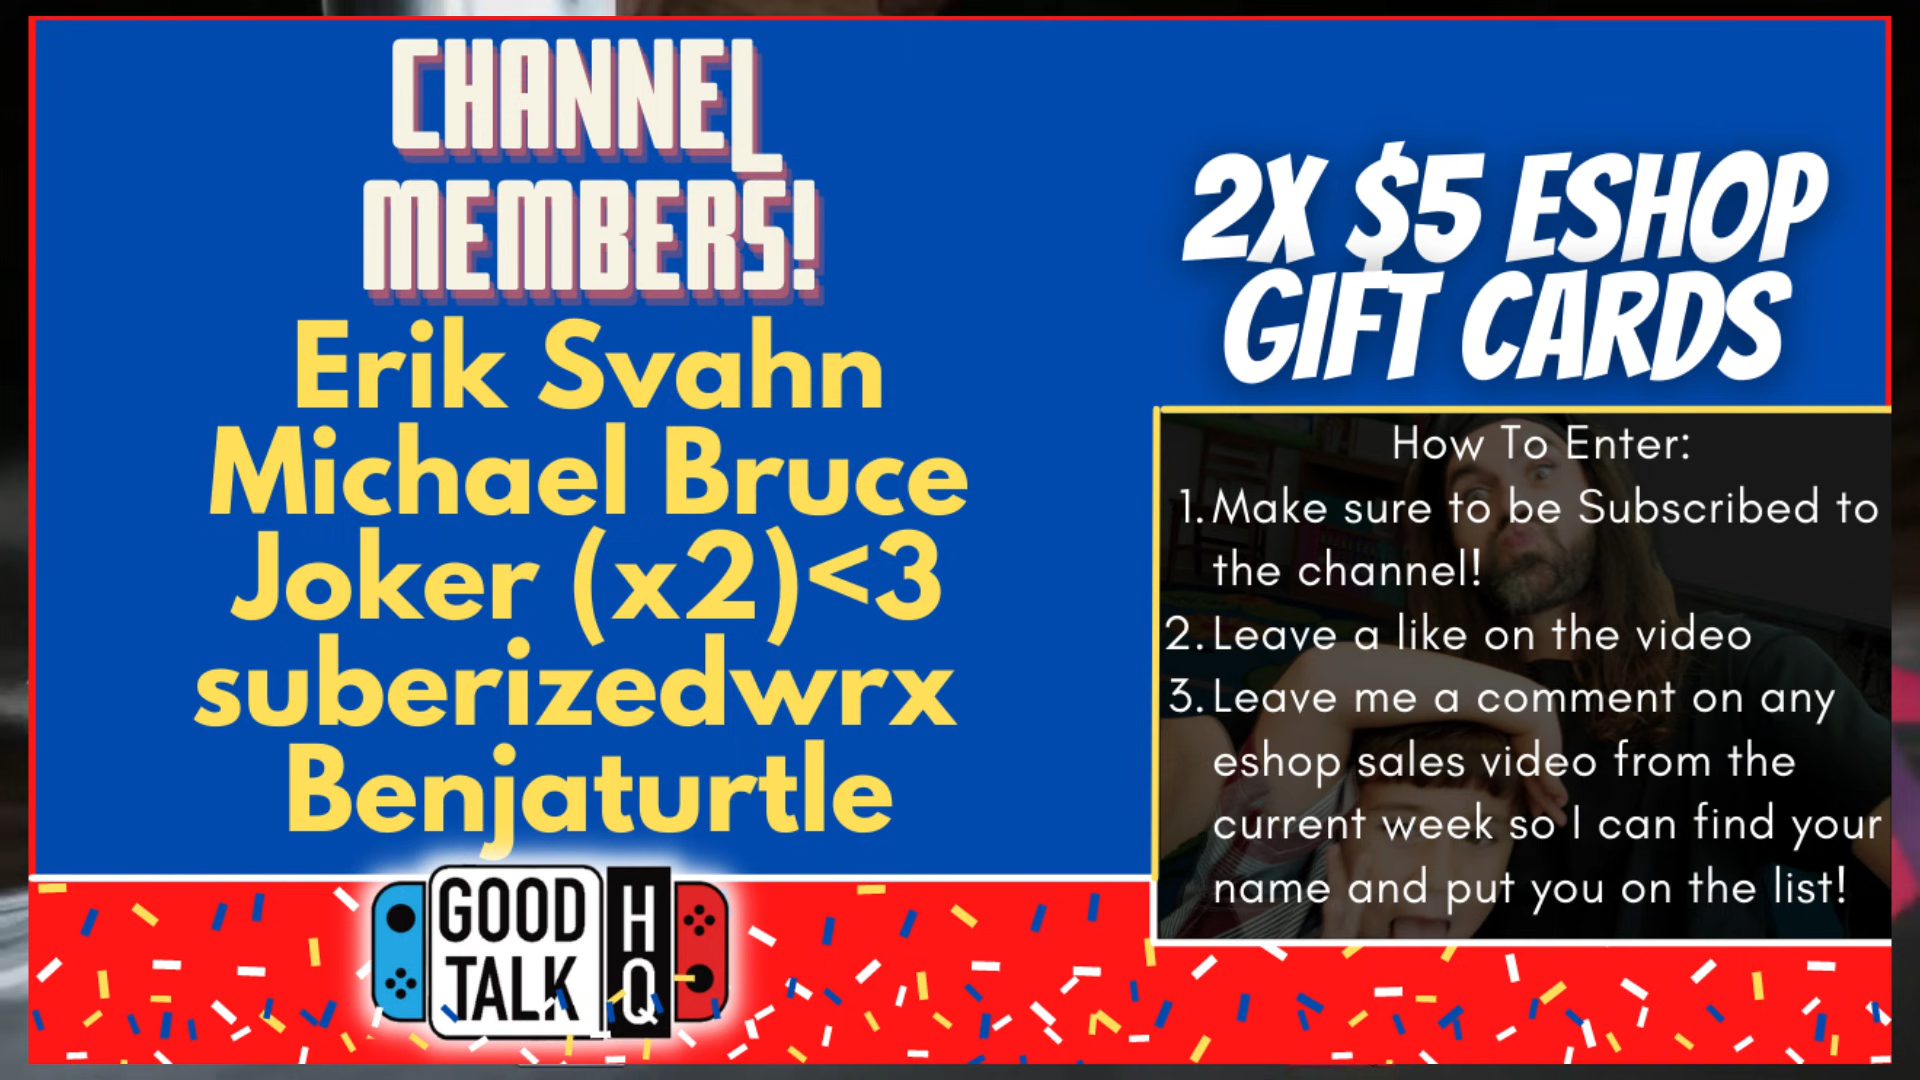 CHANNEL
MEMBERS!
Erik Svahn
Michael Bruce
Joker (x2)<3
suberizedwrx
Benjaturtle
GOOD
TALK
HQ
2X $5 ESHOP
GIFT CARDS
How To Enter:
1. Make sure to be Subscribed to
the channel!
2. Leave a like on the video
3. Leave me a comment on any
eshop sales video from the
current week so I can find your
name and put you on the list!